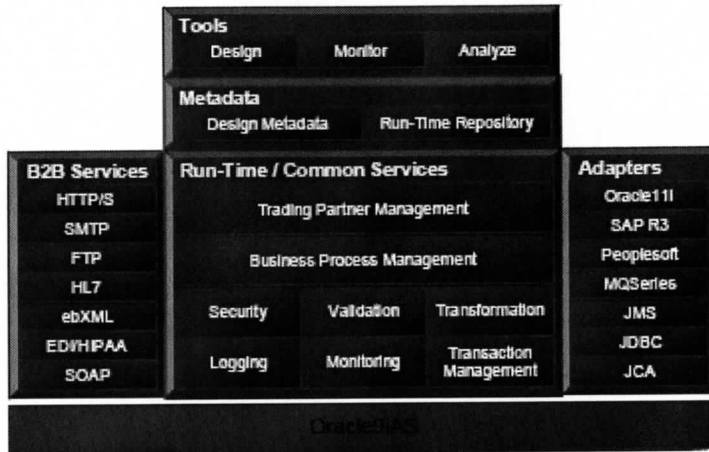 Tools
Design Monitor Analyze
Metadata
Design Metadata Run-Time Repository
B2B Services
HTTP/S
SMTP
FTP
HL7
ebXML
EDI/HIPAA
SOAP
Run-Time / Common Services
Trading Partner Management
Business Process Management
Security Validation Transformation
Logging Monitoring Transaction
Management
Adapters
Oracle11i
SAP R3
Peoplesoft
MQSeries
JMS
JDBC
JCA
Oracle9iAS